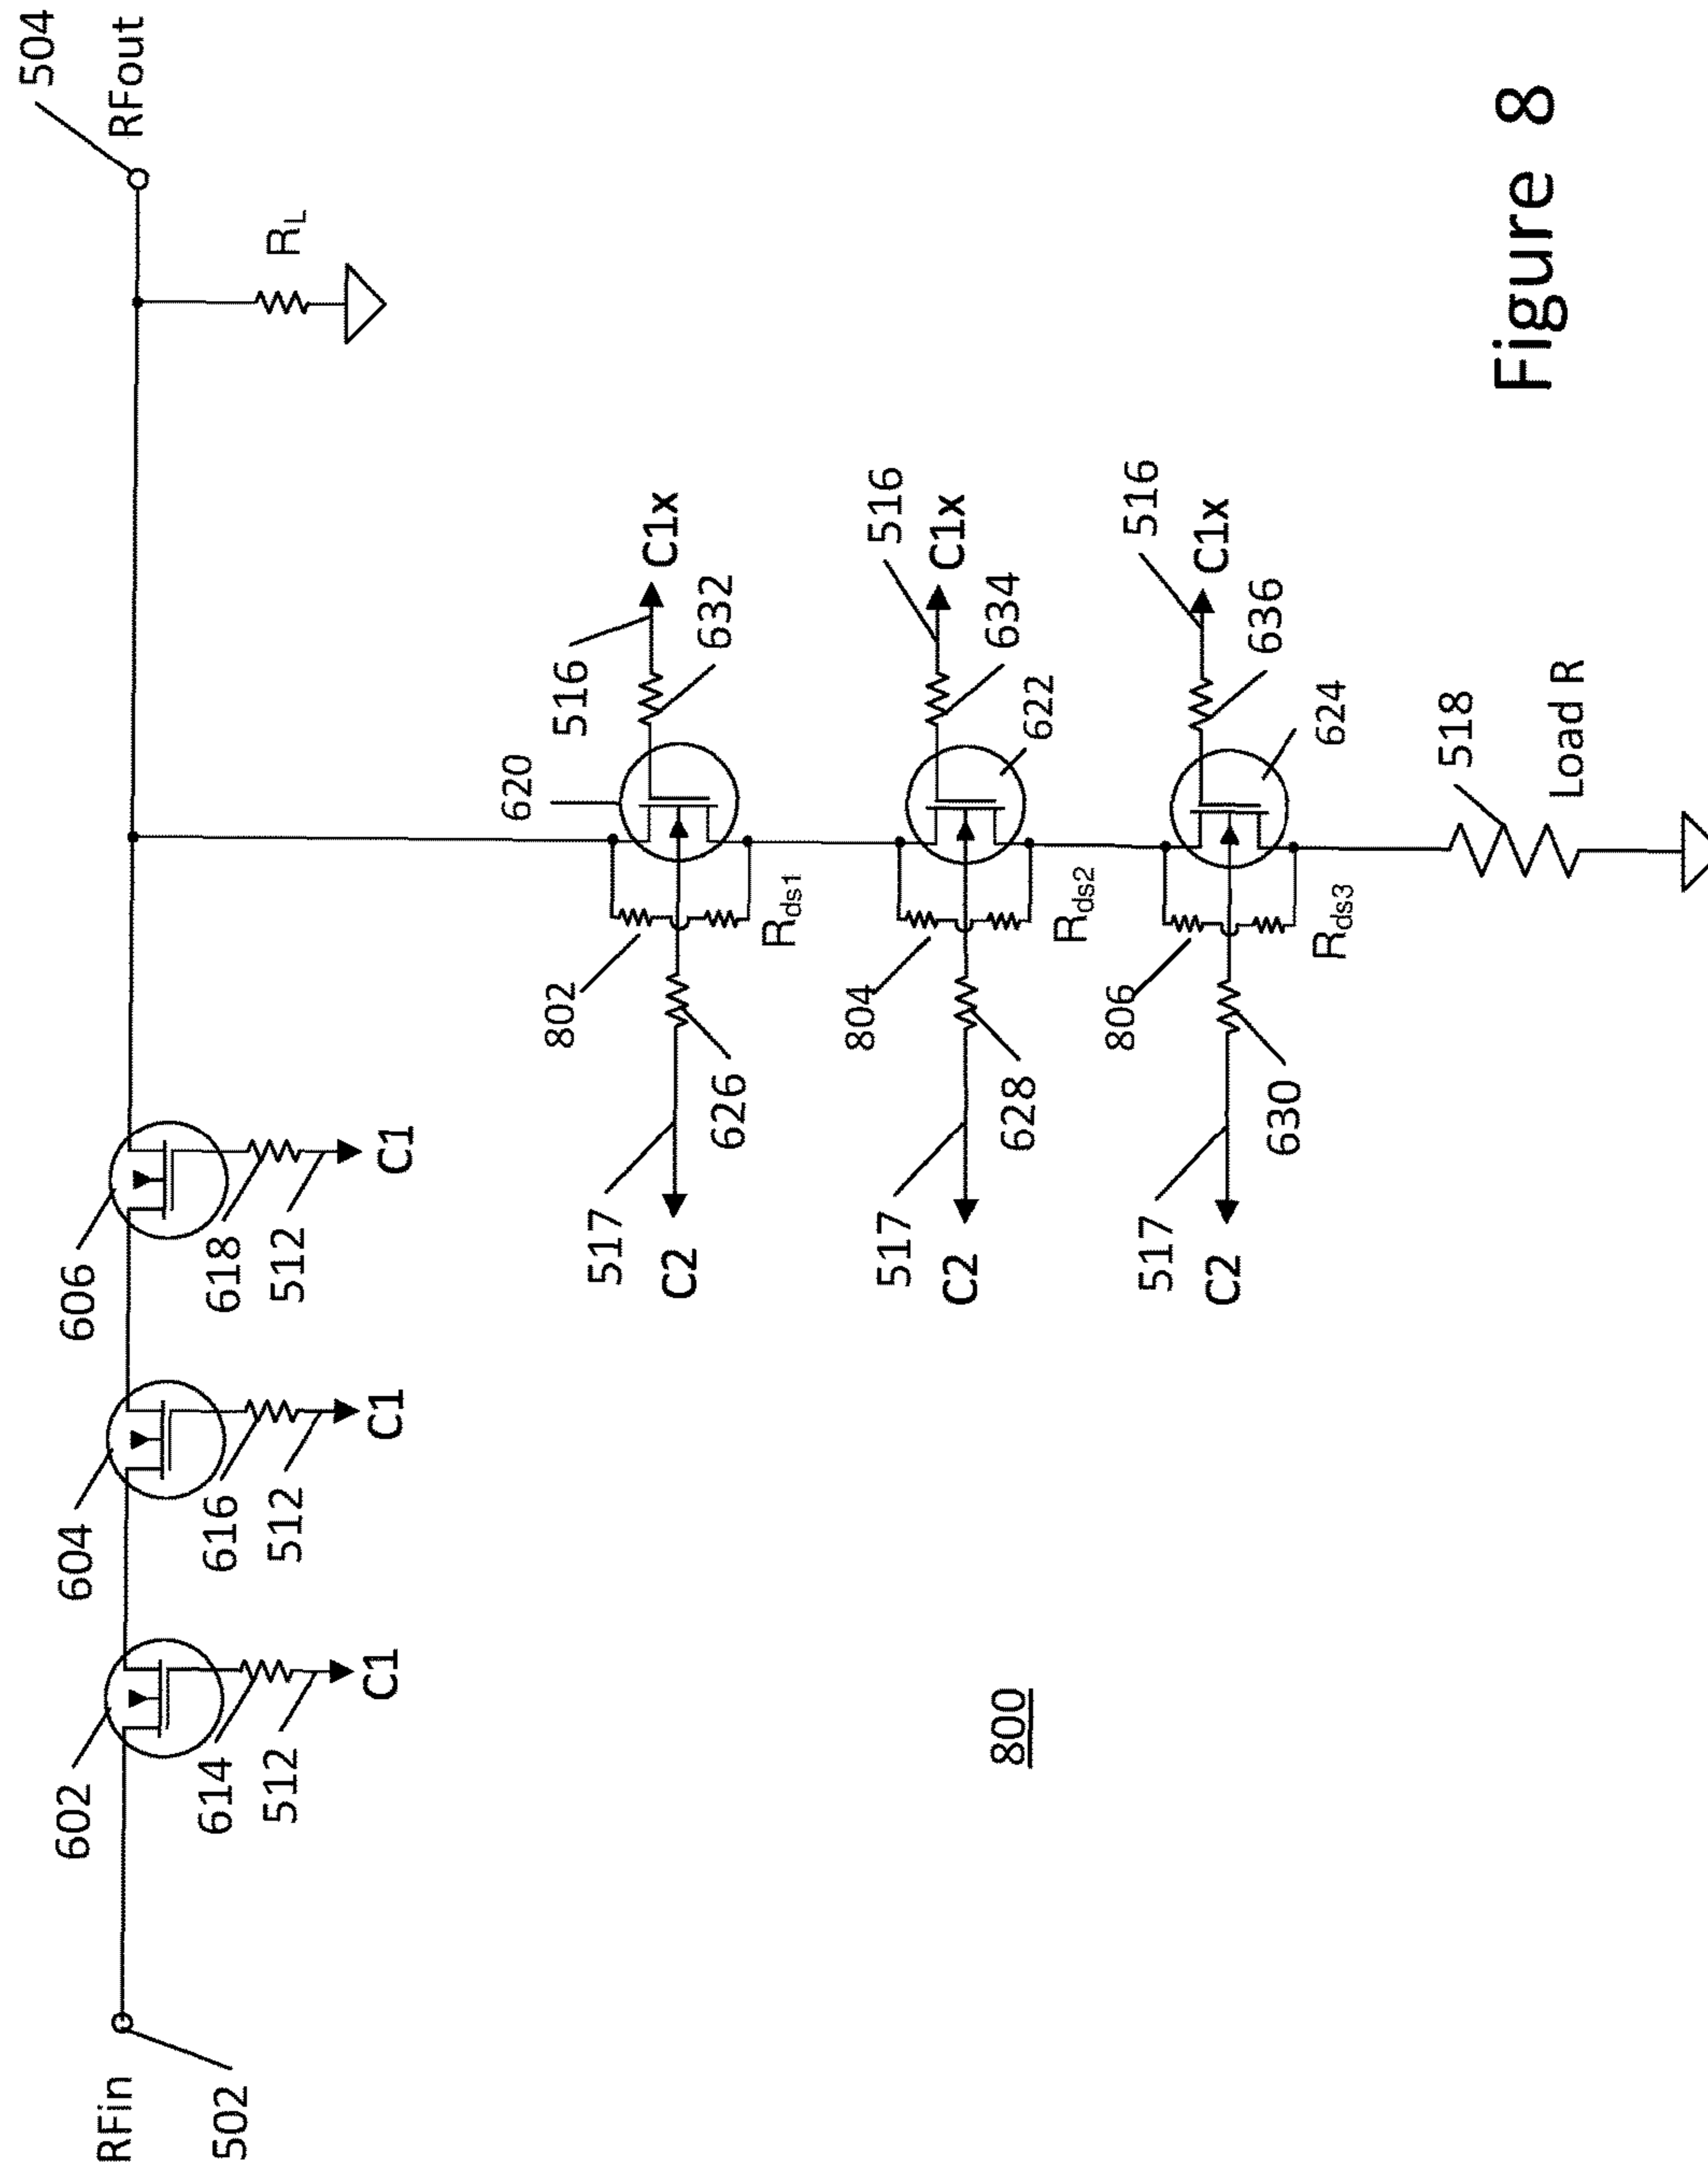 504
RFout
RL
606
604
602
618
616
614
512
512
512
C1
C1
C1
RFin
502
620
516
C1x
632
802
Rds1
517
626
C2
516
C1x
634
622
804
Rds2
517
628
C2
516
C1x
636
624
806
Rds3
517
630
C2
518
Load R
800
Figure 8